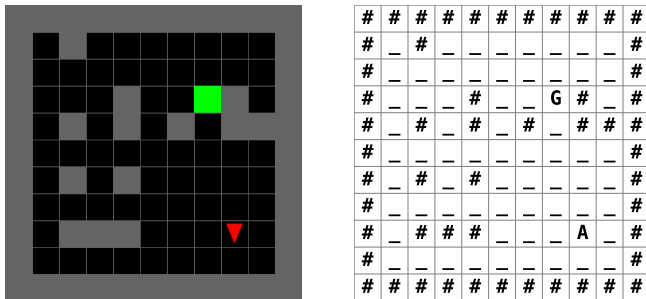 # # # # # # # # # # #
# _ # _ _ _ _ _ _ _ #
# _ _ _ _ _ _ _ _ _ #
# _ _ _ # _ _ G # _ #
# _ # _ # _ # _ # # #
# _ _ _ _ _ _ _ _ _ #
# _ # _ # _ _ _ _ _ #
# _ _ _ _ _ _ _ _ _ #
# _ # # # _ _ _ A _ #
# _ _ _ _ _ _ _ _ _ #
# # # # # # # # # # #